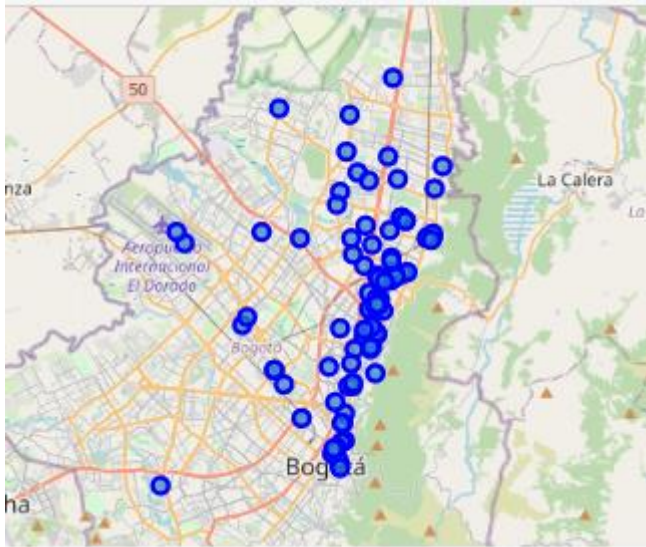 50
nza
La Calera
La
Aeropuerto
Internacional
El Dorado
Bogotá
Bogotá
ha